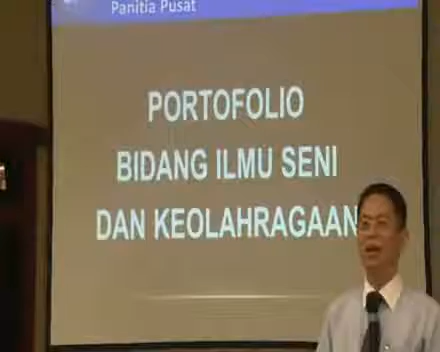 Panitia Pusat
PORTOFOLIO
BIDANG ILMU SENI
DAN KEOLAHRAGAAN